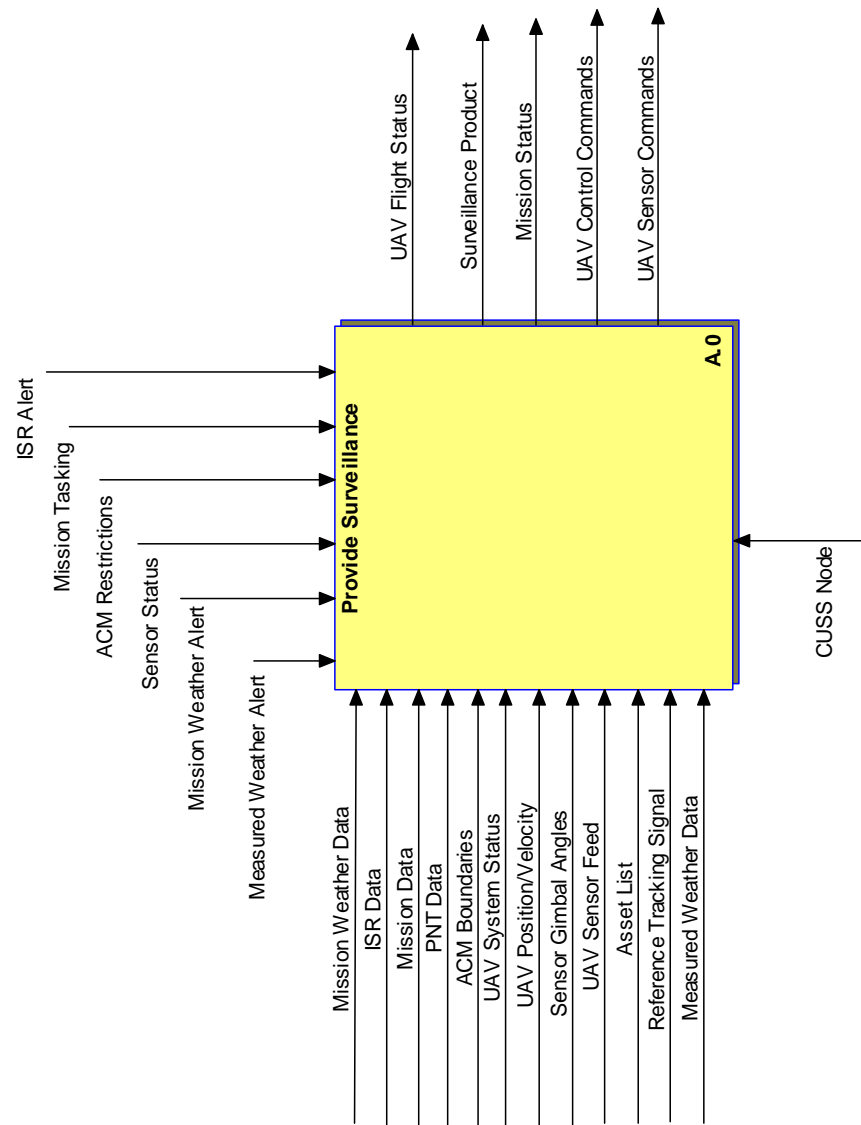 ISR Alert
Mission Tasking
ACM Restrictions
Sensor Status
Mission Weather Alert
Measured Weather Alert
UAV Flight Status
Surveillance Product
Mission Status
UAV Control Commands
UAV Sensor Commands
Provide Surveillance
A.0
Mission Weather Data
ISR Data
Mission Data
PNT Data
ACM Boundaries
UAV System Status
UAV Position/Velocity
Sensor Gimbal Angles
UAV Sensor Feed
Asset List
Reference Tracking Signal
Measured Weather Data
CUSS Node